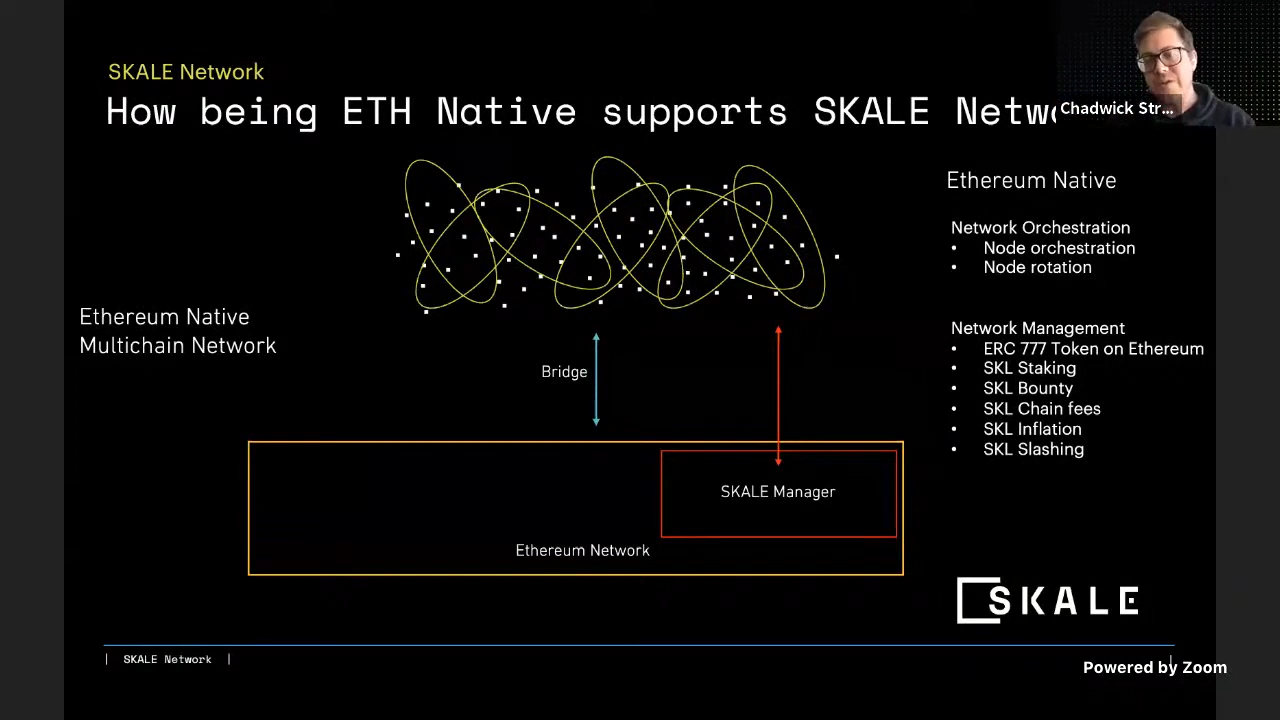 SKALE Network
How being ETH Native supports SKALE Netw
Chadwick Str...
Ethereum Native
Network Orchestration
• Node orchestration
• Node rotation
Ethereum Native
Multichain Network
Network Management
• ERC 777 Token on Ethereum
• SKL Staking
• SKL Bounty
• SKL Chain fees
• SKL Inflation
• SKL Slashing
Bridge
SKALE Manager
Ethereum Network
SKALE
| SKALE Network |
Powered by Zoom